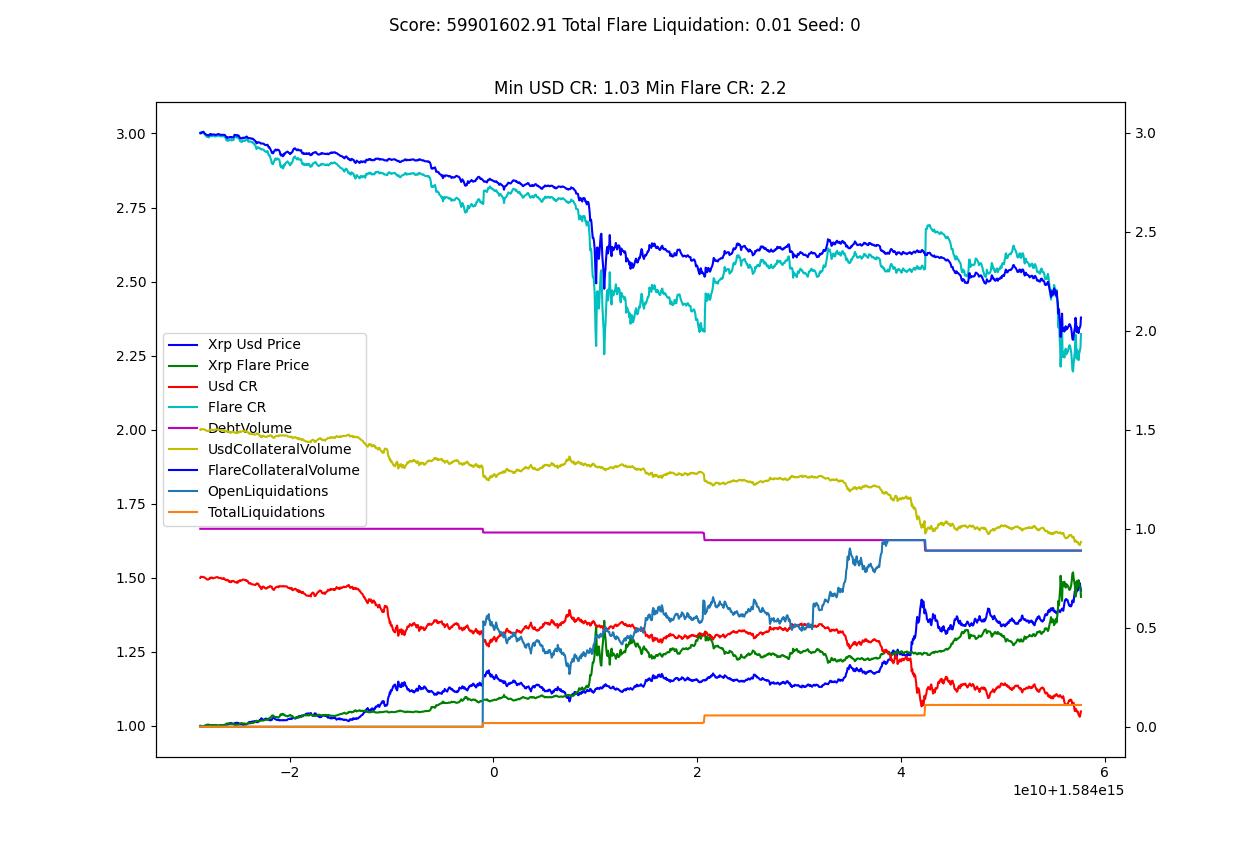 Score: 59901602.91 Total Flare Liquidation: 0.01 Seed: 0
Min USD CR: 1.03 Min Flare CR: 2.2
3.00
2.75
2.50
2.25
2.00
1.75
1.50
1.25
1.00
Xrp Usd Price
Xrp Flare Price
Usd CR
Flare CR
DebtVolume
UsdCollateralVolume
FlareCollateralVolume
OpenLiquidations
TotalLiquidations
3.0
2.5
2.0
1.5
1.0
0.5
0.0
−2 0 2 4 6
1e10+1.584e15